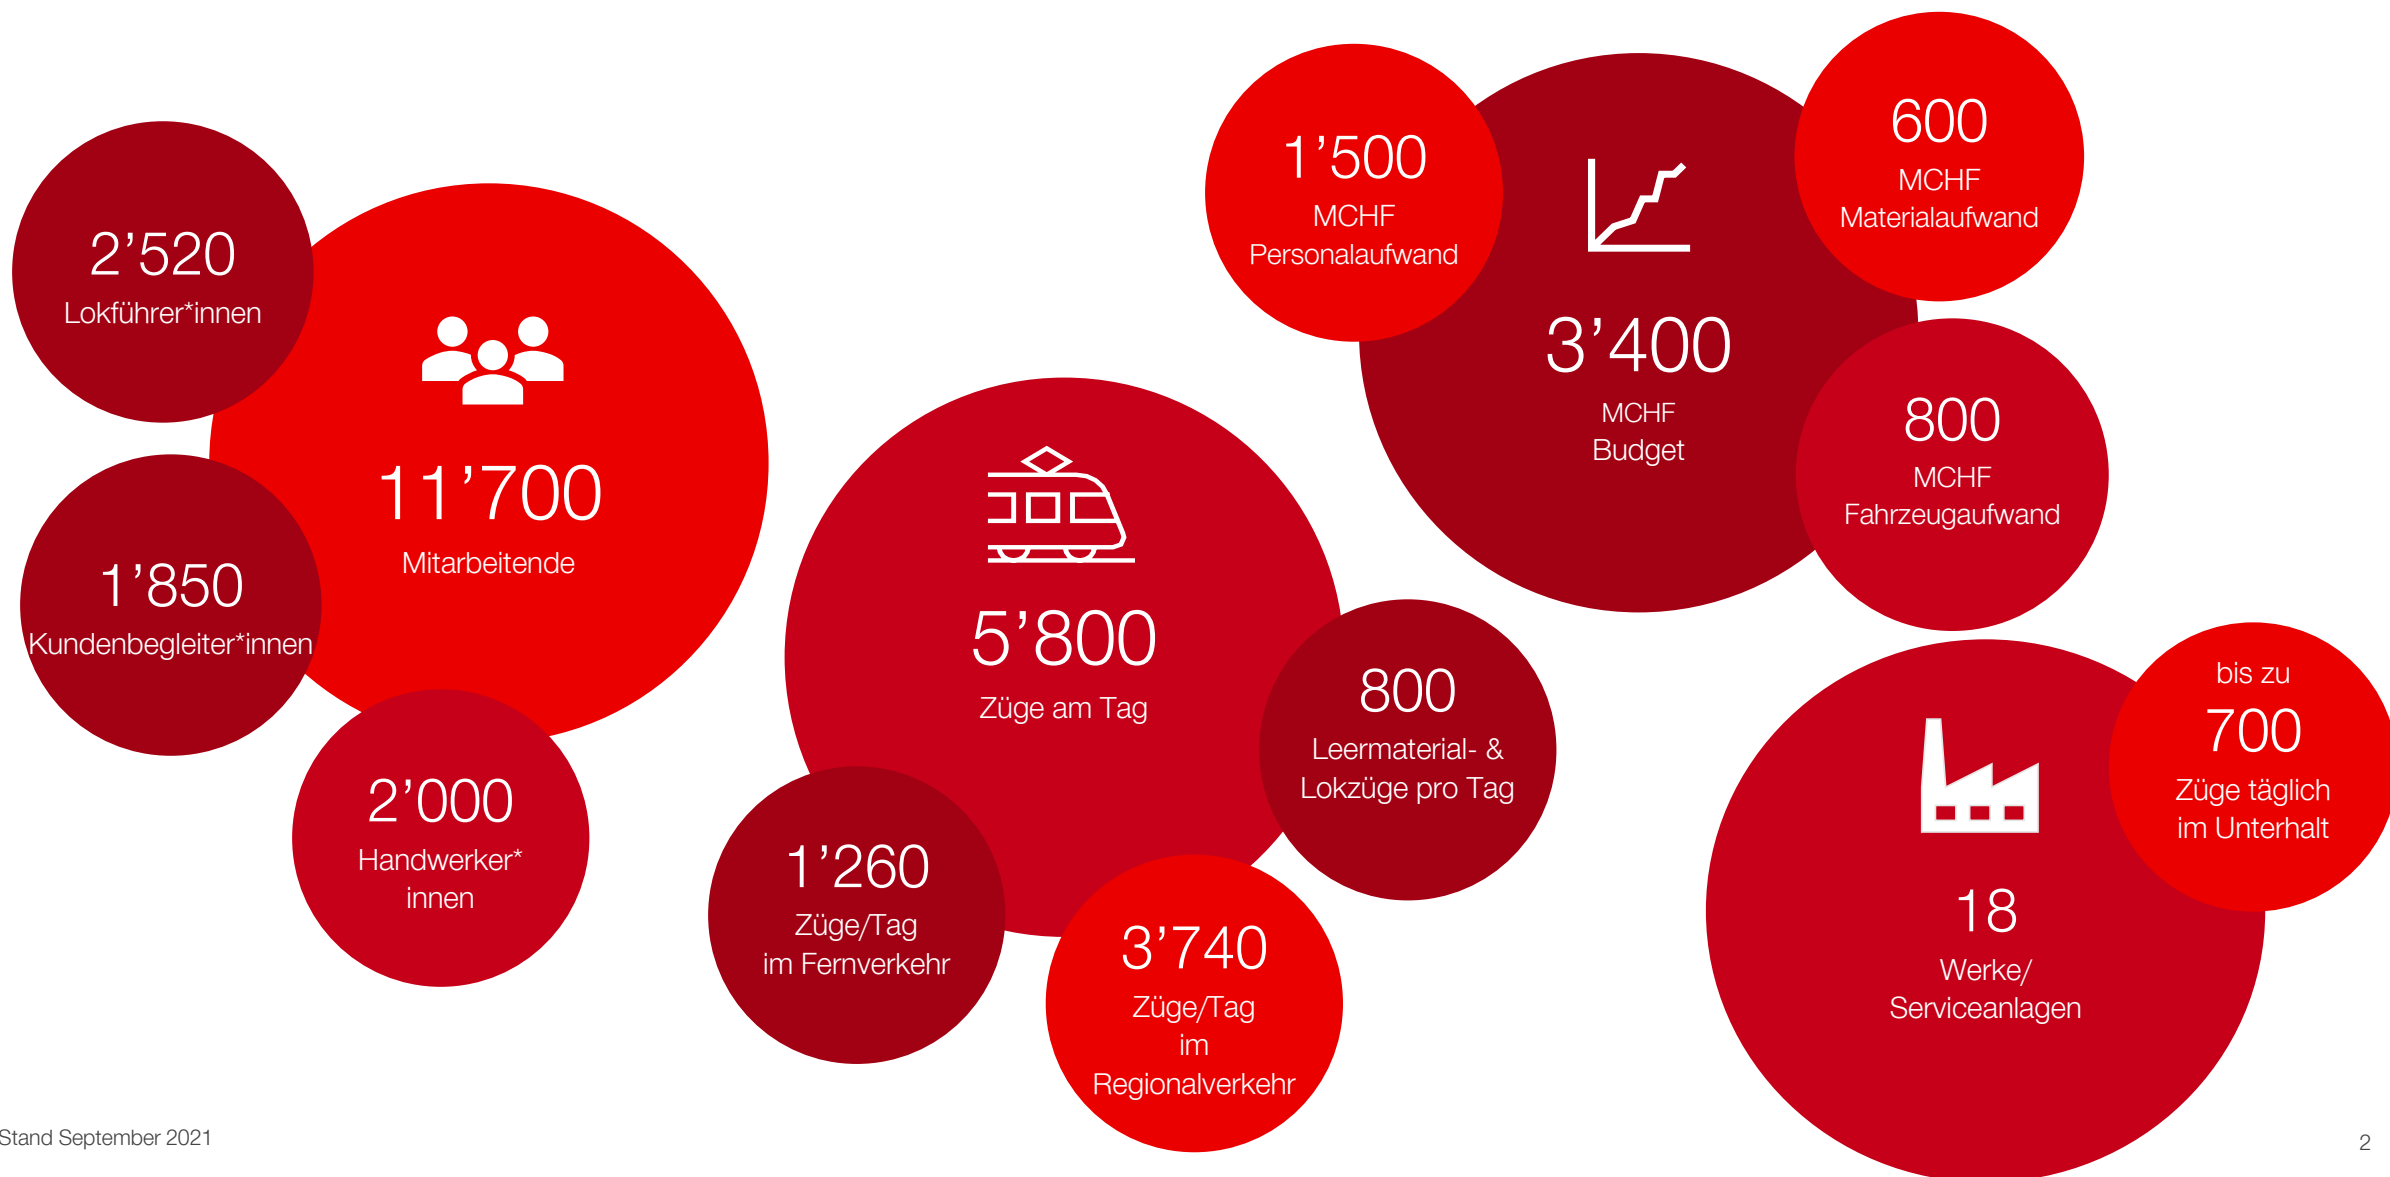 2’520
Lokführer*innen
11’700
Mitarbeitende
1’850
Kundenbegleiter*innen
2’000
Handwerker*
innen
5’800
Züge am Tag
800
Leermaterial- &
Lokzüge pro Tag
1’260
Züge/Tag
im Fernverkehr
3’740
Züge/Tag
im
Regionalverkehr
1’500
MCHF
Personalaufwand
3’400
MCHF
Budget
600
MCHF
Materialaufwand
800
MCHF
Fahrzeugaufwand
18
Werke/
Serviceanlagen
bis zu
700
Züge täglich
im Unterhalt
Stand September 2021
2